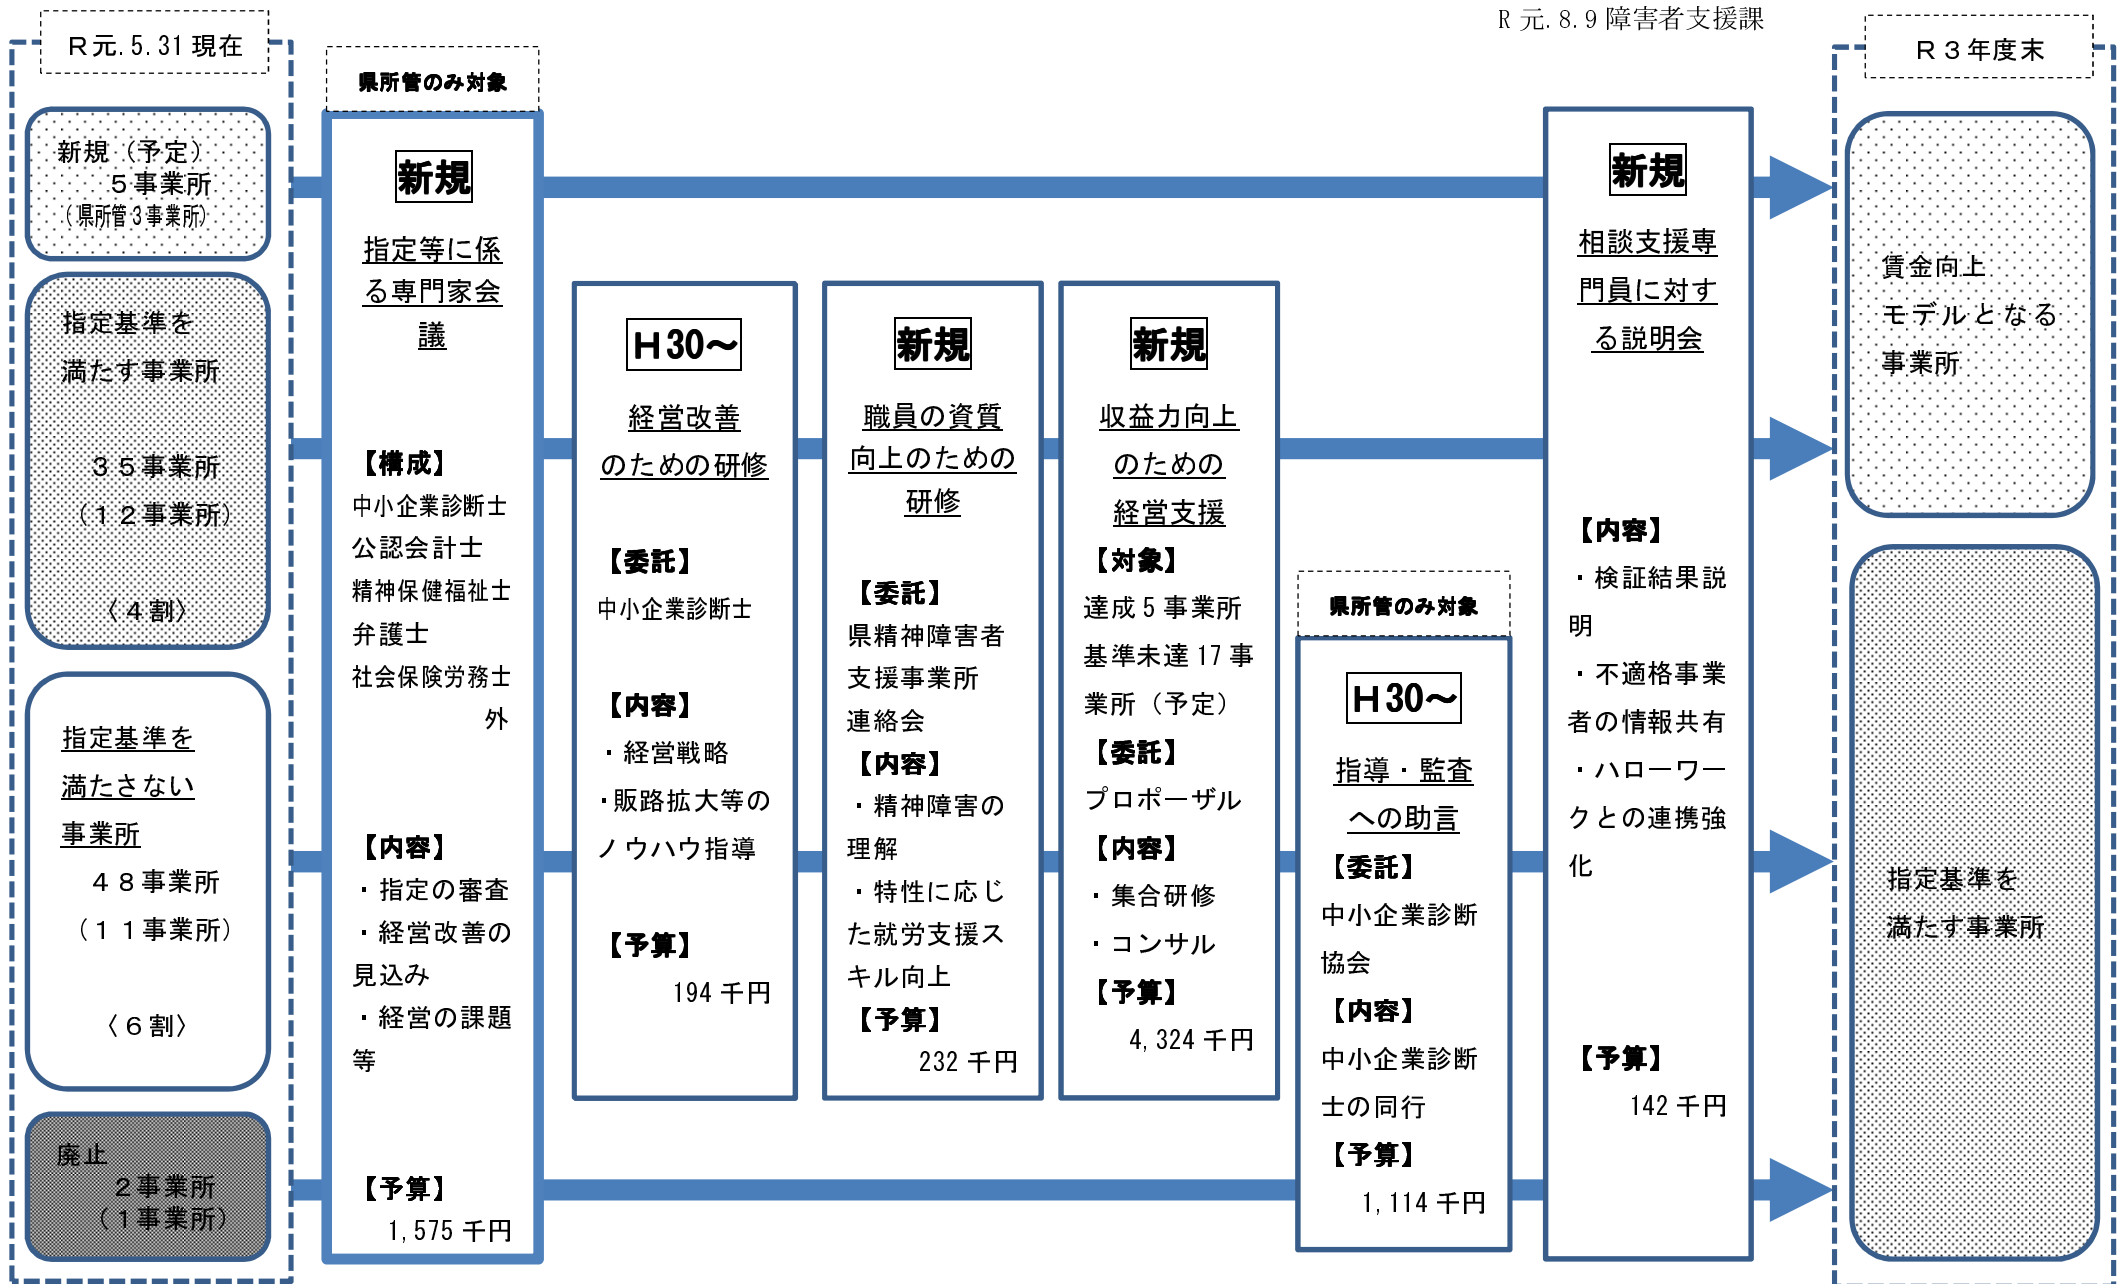 R元.8.9障害者支援課
R元.5.31現在
新規（予定）
５事業所
（県所管３事業所）
指定基準を
満たす事業所
３５事業所
（１２事業所）
〈４割〉
指定基準を
満たさない
事業所
４８事業所
（１１事業所）
〈６割〉
廃止
２事業所
（１事業所）
県所管のみ対象
新規
指定等に係
る専門家会
議
【構成】
中小企業診断士
公認会計士
精神保健福祉士
弁護士
社会保険労務士
外
【内容】
・指定の審査
・経営改善の
見込み
・経営の課題
等
【予算】
1,575千円
Ｈ30～
経営改善
のための研修
【委託】
中小企業診断士
【内容】
・経営戦略
・販路拡大等の
ノウハウ指導
【予算】
194千円
新規
職員の資質
向上のための
研修
【委託】
県精神障害者
支援事業所
連絡会
【内容】
・精神障害の
理解
・特性に応じ
た就労支援ス
キル向上
【予算】
232千円
新規
収益力向上
のための
経営支援
【対象】
達成5事業所
基準未達17事
業所（予定）
【委託】
プロポーザル
【内容】
・集合研修
・コンサル
【予算】
4,324千円
県所管のみ対象
Ｈ30～
指導・監査
への助言
【委託】
中小企業診断
協会
【内容】
中小企業診断
士の同行
【予算】
1,114千円
新規
相談支援専
門員に対す
る説明会
【内容】
・検証結果説
明
・不適格事業
者の情報共有
・ハローワー
クとの連携強
化
【予算】
142千円
Ｒ３年度末
賃金向上
モデルとなる
事業所
指定基準を
満たす事業所